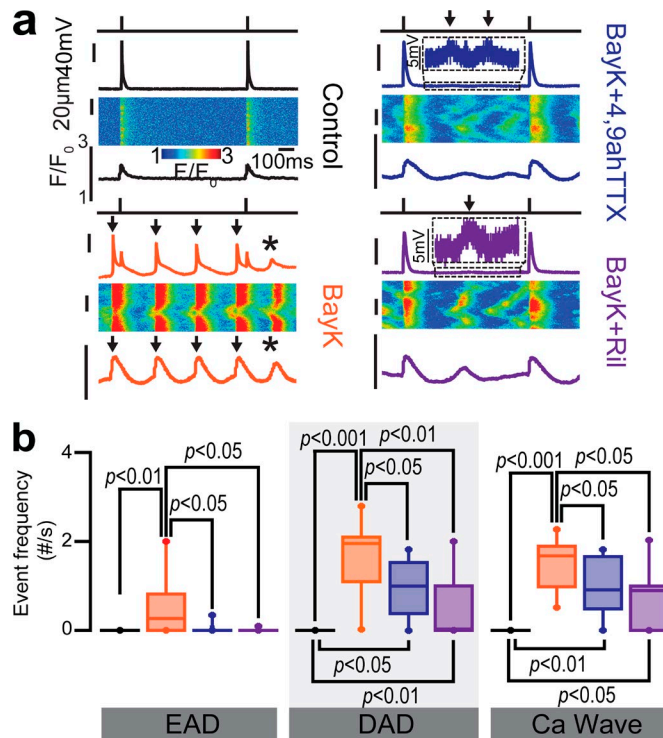 a
20µm40mV
F/F0
3
1
1
3
F/F0
100ms
Control
5mV
BayK+4,9ahTTX
*
BayK
*
5mV
BayK+Ril
b
Event frequency
(#/s)
4
2
0
p<0.01
p<0.05
p<0.05
p<0.001
p<0.01
p<0.05
p<0.05
p<0.01
p<0.001
p<0.05
p<0.05
p<0.01
p<0.05
EAD
DAD
Ca Wave